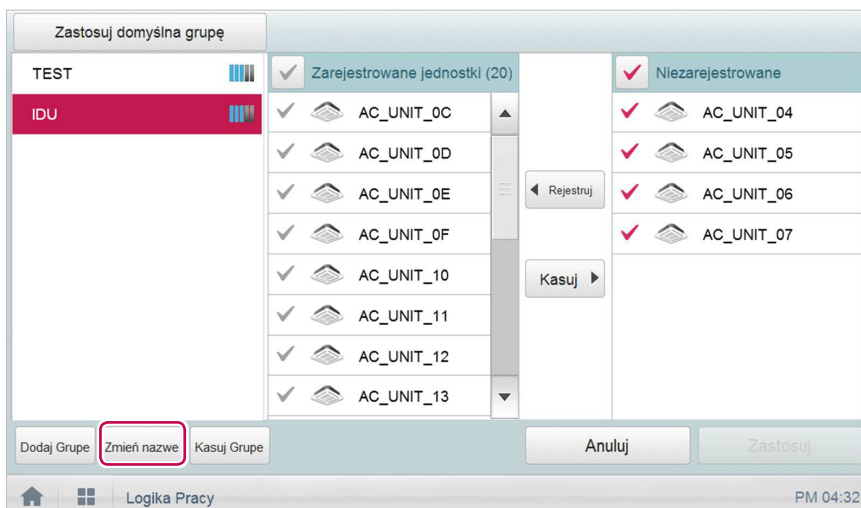 Zastosuj domyślna grupę
TEST
IDU
Zarejestrowane jednostki (20)
AC_UNIT_0C
AC_UNIT_0D
AC_UNIT_0E
AC_UNIT_0F
AC_UNIT_10
AC_UNIT_11
AC_UNIT_12
AC_UNIT_13
Rejestruj
Kasuj
Niezarejestrowane
AC_UNIT_04
AC_UNIT_05
AC_UNIT_06
AC_UNIT_07
Dodaj Grupe
Zmień nazwe
Kasuj Grupe
Anuluj
Zastosuj
Logika Pracy
PM 04:32